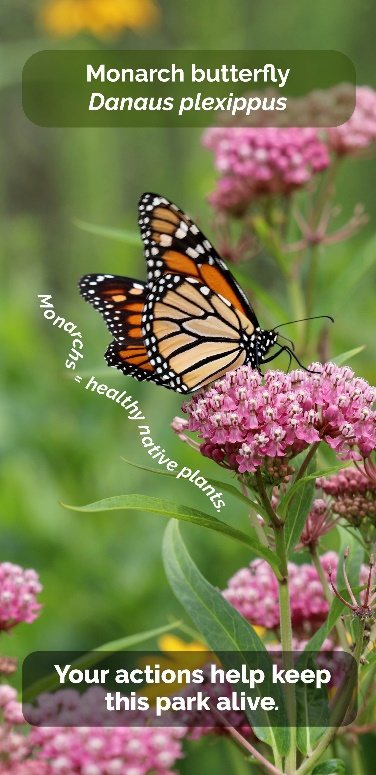 Monarch butterfly
Danaus plexippus
Monarchs = healthy native plants.
Your actions help keep
this park alive.